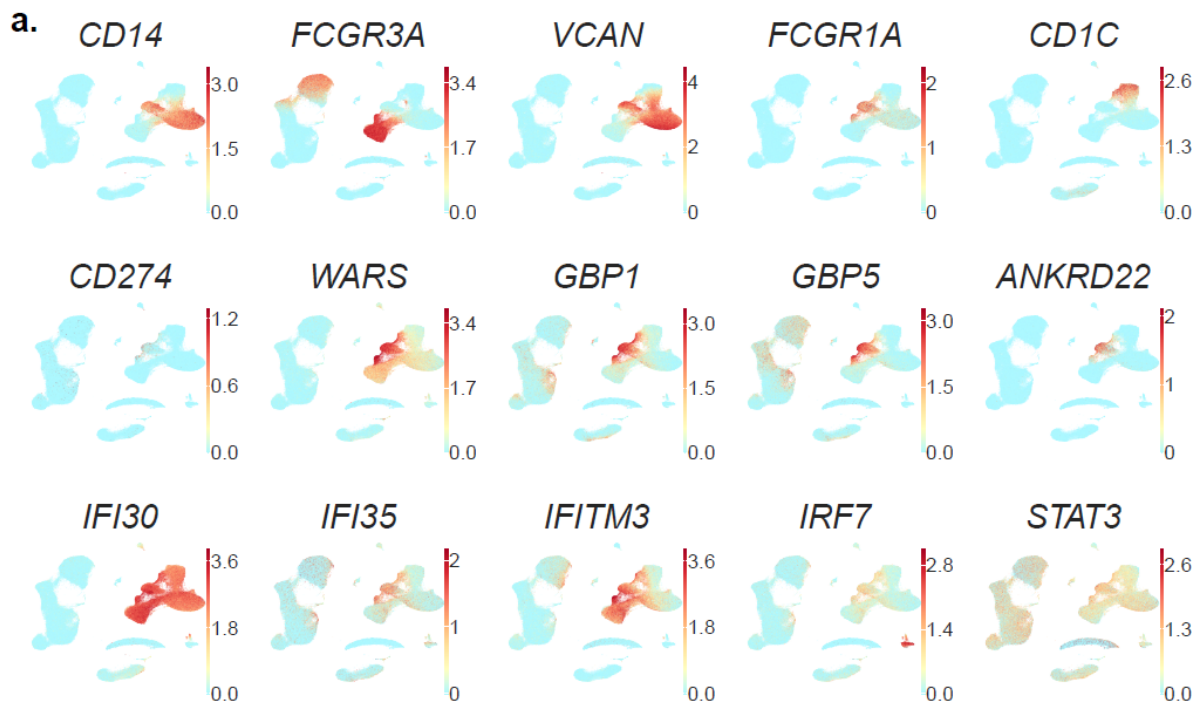 a.
CD14 FCGR3A VCAN FCGR1A CD1C
3.0 3.4 4 2 2.6
1.5 1.7 2 1 1.3
0.0 0.0 0 0 0.0
CD274 WARS GBP1 GBP5 ANKRD22
1.2 3.4 3.0 3.0 2
0.6 1.7 1.5 1.5 1
0.0 0.0 0.0 0.0 0
IFI30 IFI35 IFITM3 IRF7 STAT3
3.6 2 3.6 2.8 2.6
1.8 1 1.8 1.4 1.3
0.0 0 0.0 0.0 0.0